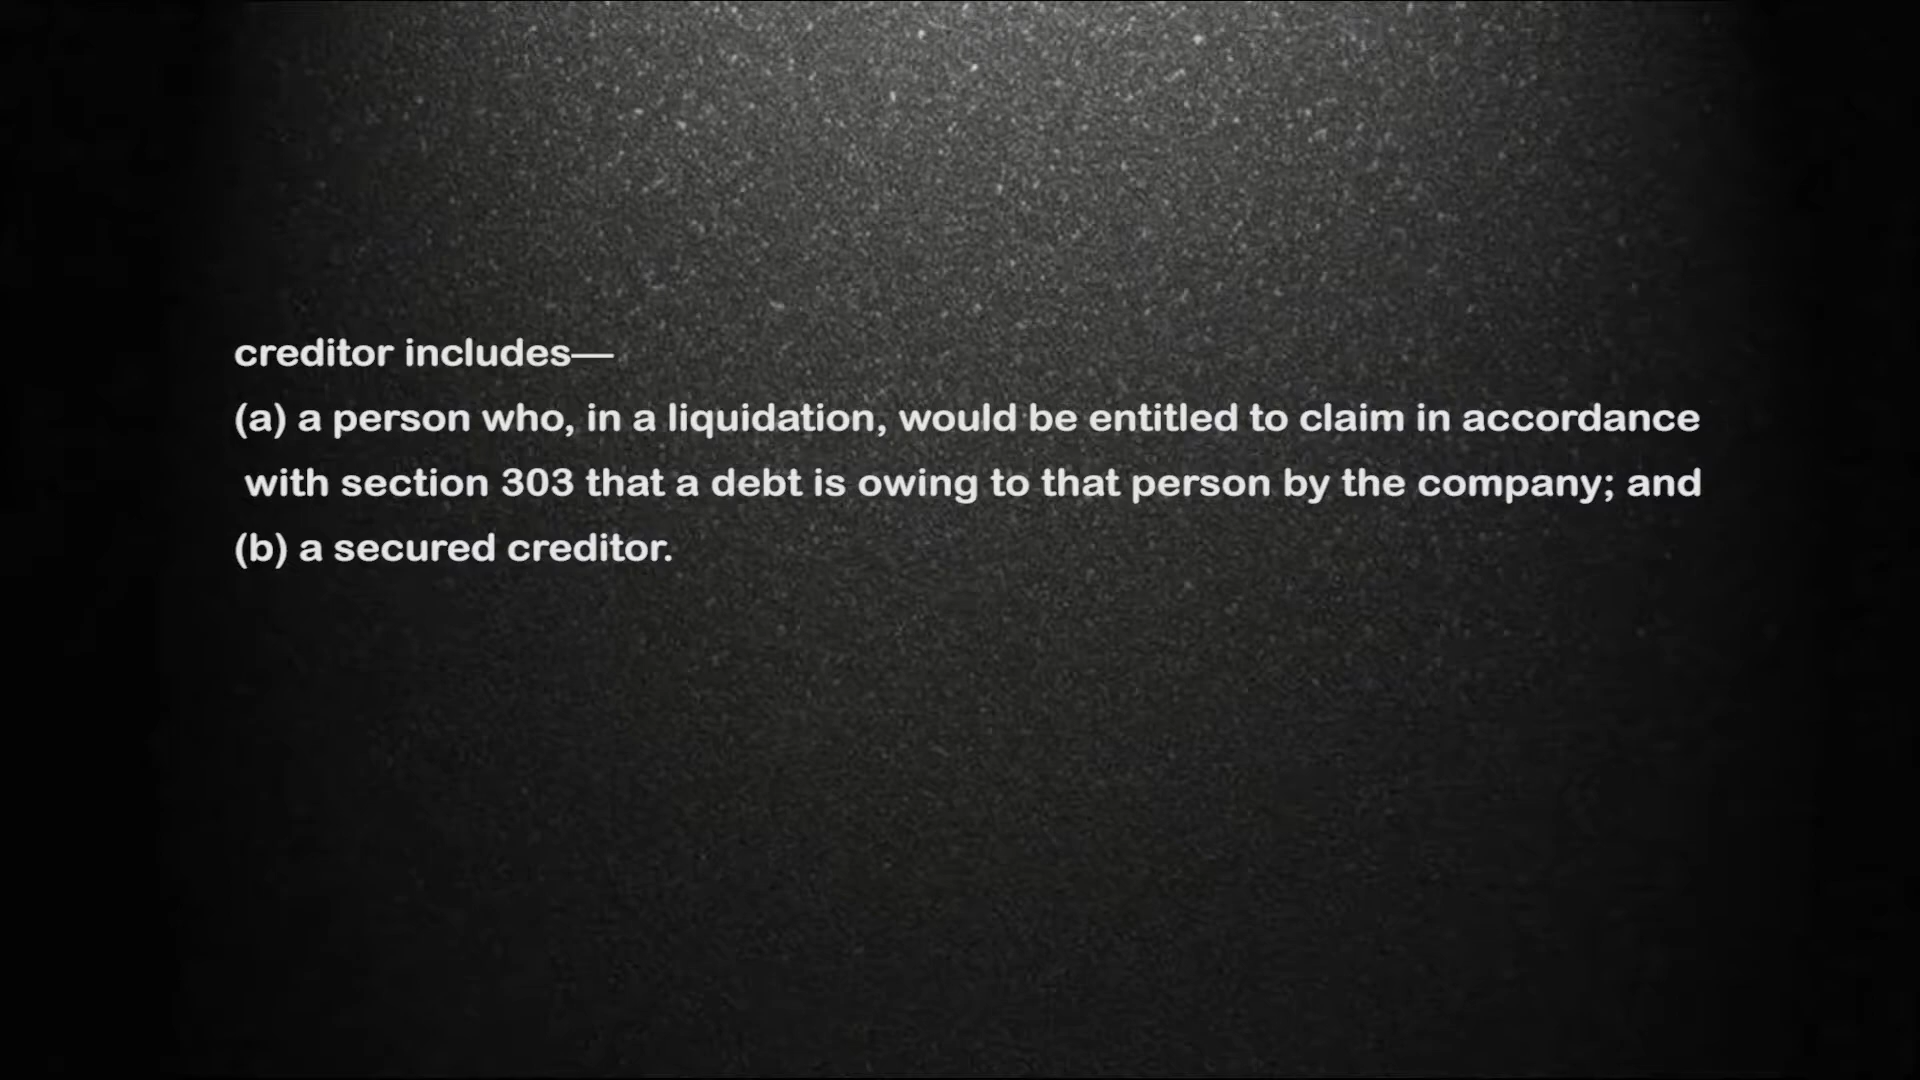 creditor includes—
(a) a person who, in a liquidation, would be entitled to claim in accordance
with section 303 that a debt is owing to that person by the company; and
(b) a secured creditor.